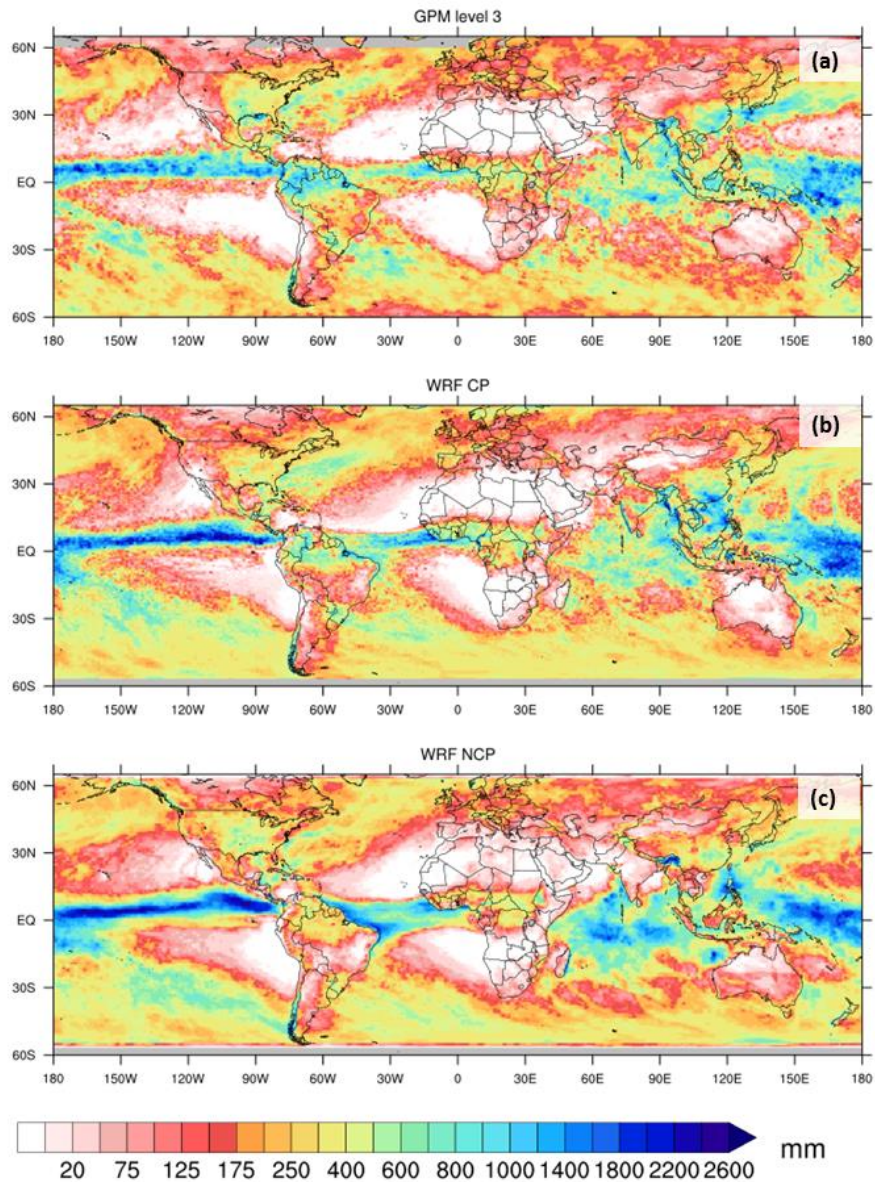 GPM level 3
(a)
60N
30N
EQ
30S
60S
180 150W 120W 90W 60W 30W 0 30E 60E 90E 120E 150E 180
WRF CP
(b)
60N
30N
EQ
30S
60S
180 150W 120W 90W 60W 30W 0 30E 60E 90E 120E 150E 180
WRF NCP
(c)
60N
30N
EQ
30S
60S
180 150W 120W 90W 60W 30W 0 30E 60E 90E 120E 150E 180
20 75 125 175 250 400 600 800 1000 1400 1800 2200 2600 mm